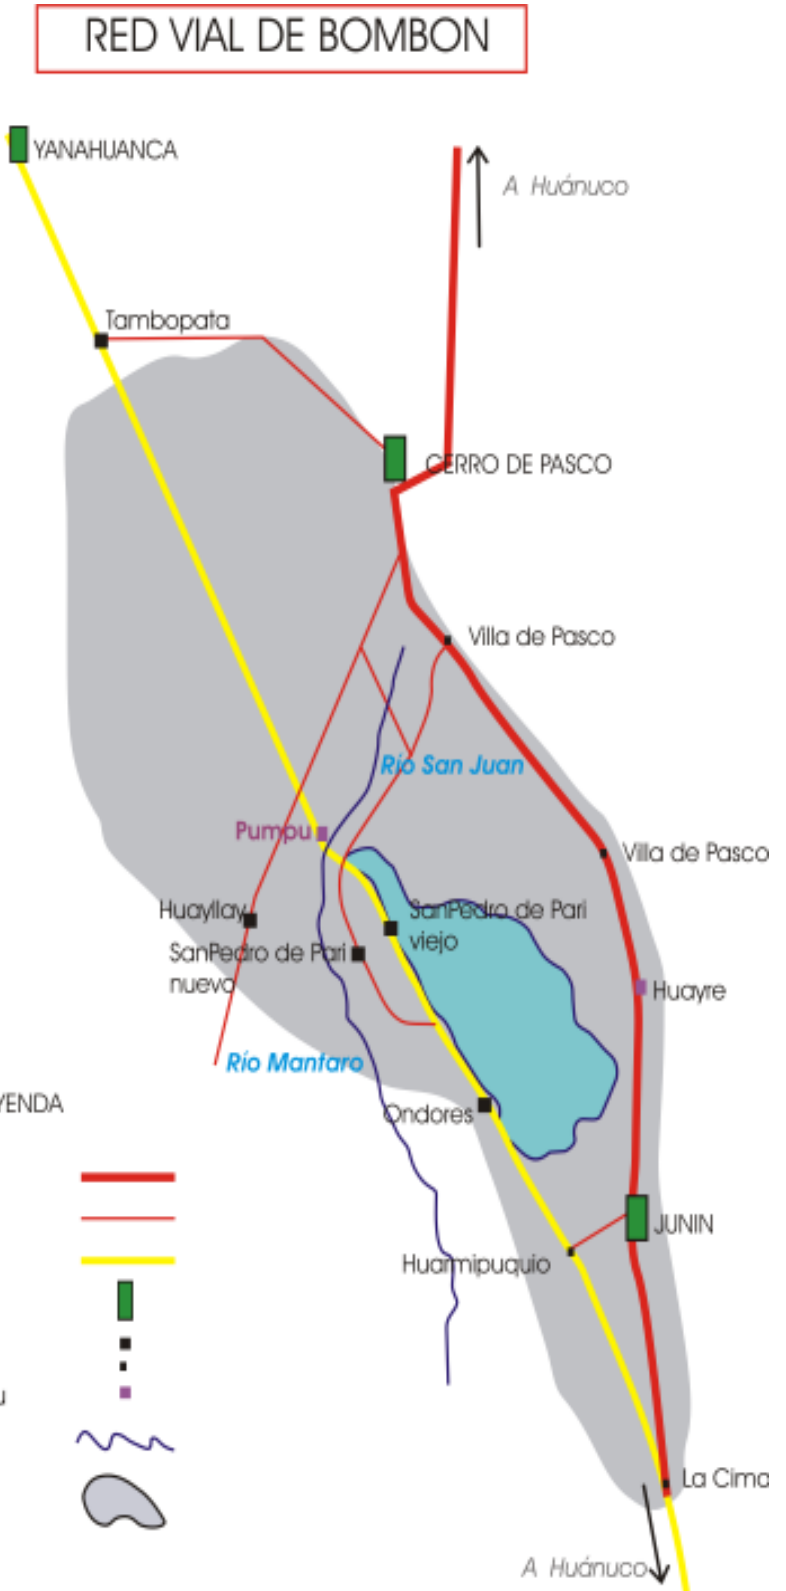 RED VIAL DE BOMBON
YANAHUANCA
A Huánuco
Tambopata
CERRO DE PASCO
Villa de Pasco
Río San Juan
Pumpu
Villa de Pasco
Huayllay
SanPedro de Pari
viejo
SanPedro de Pari
nuevo
Huayre
Río Mantaro
YENDA
Ondores
JUNIN
Huarmipuquio
u
La Cima
A Huánuco